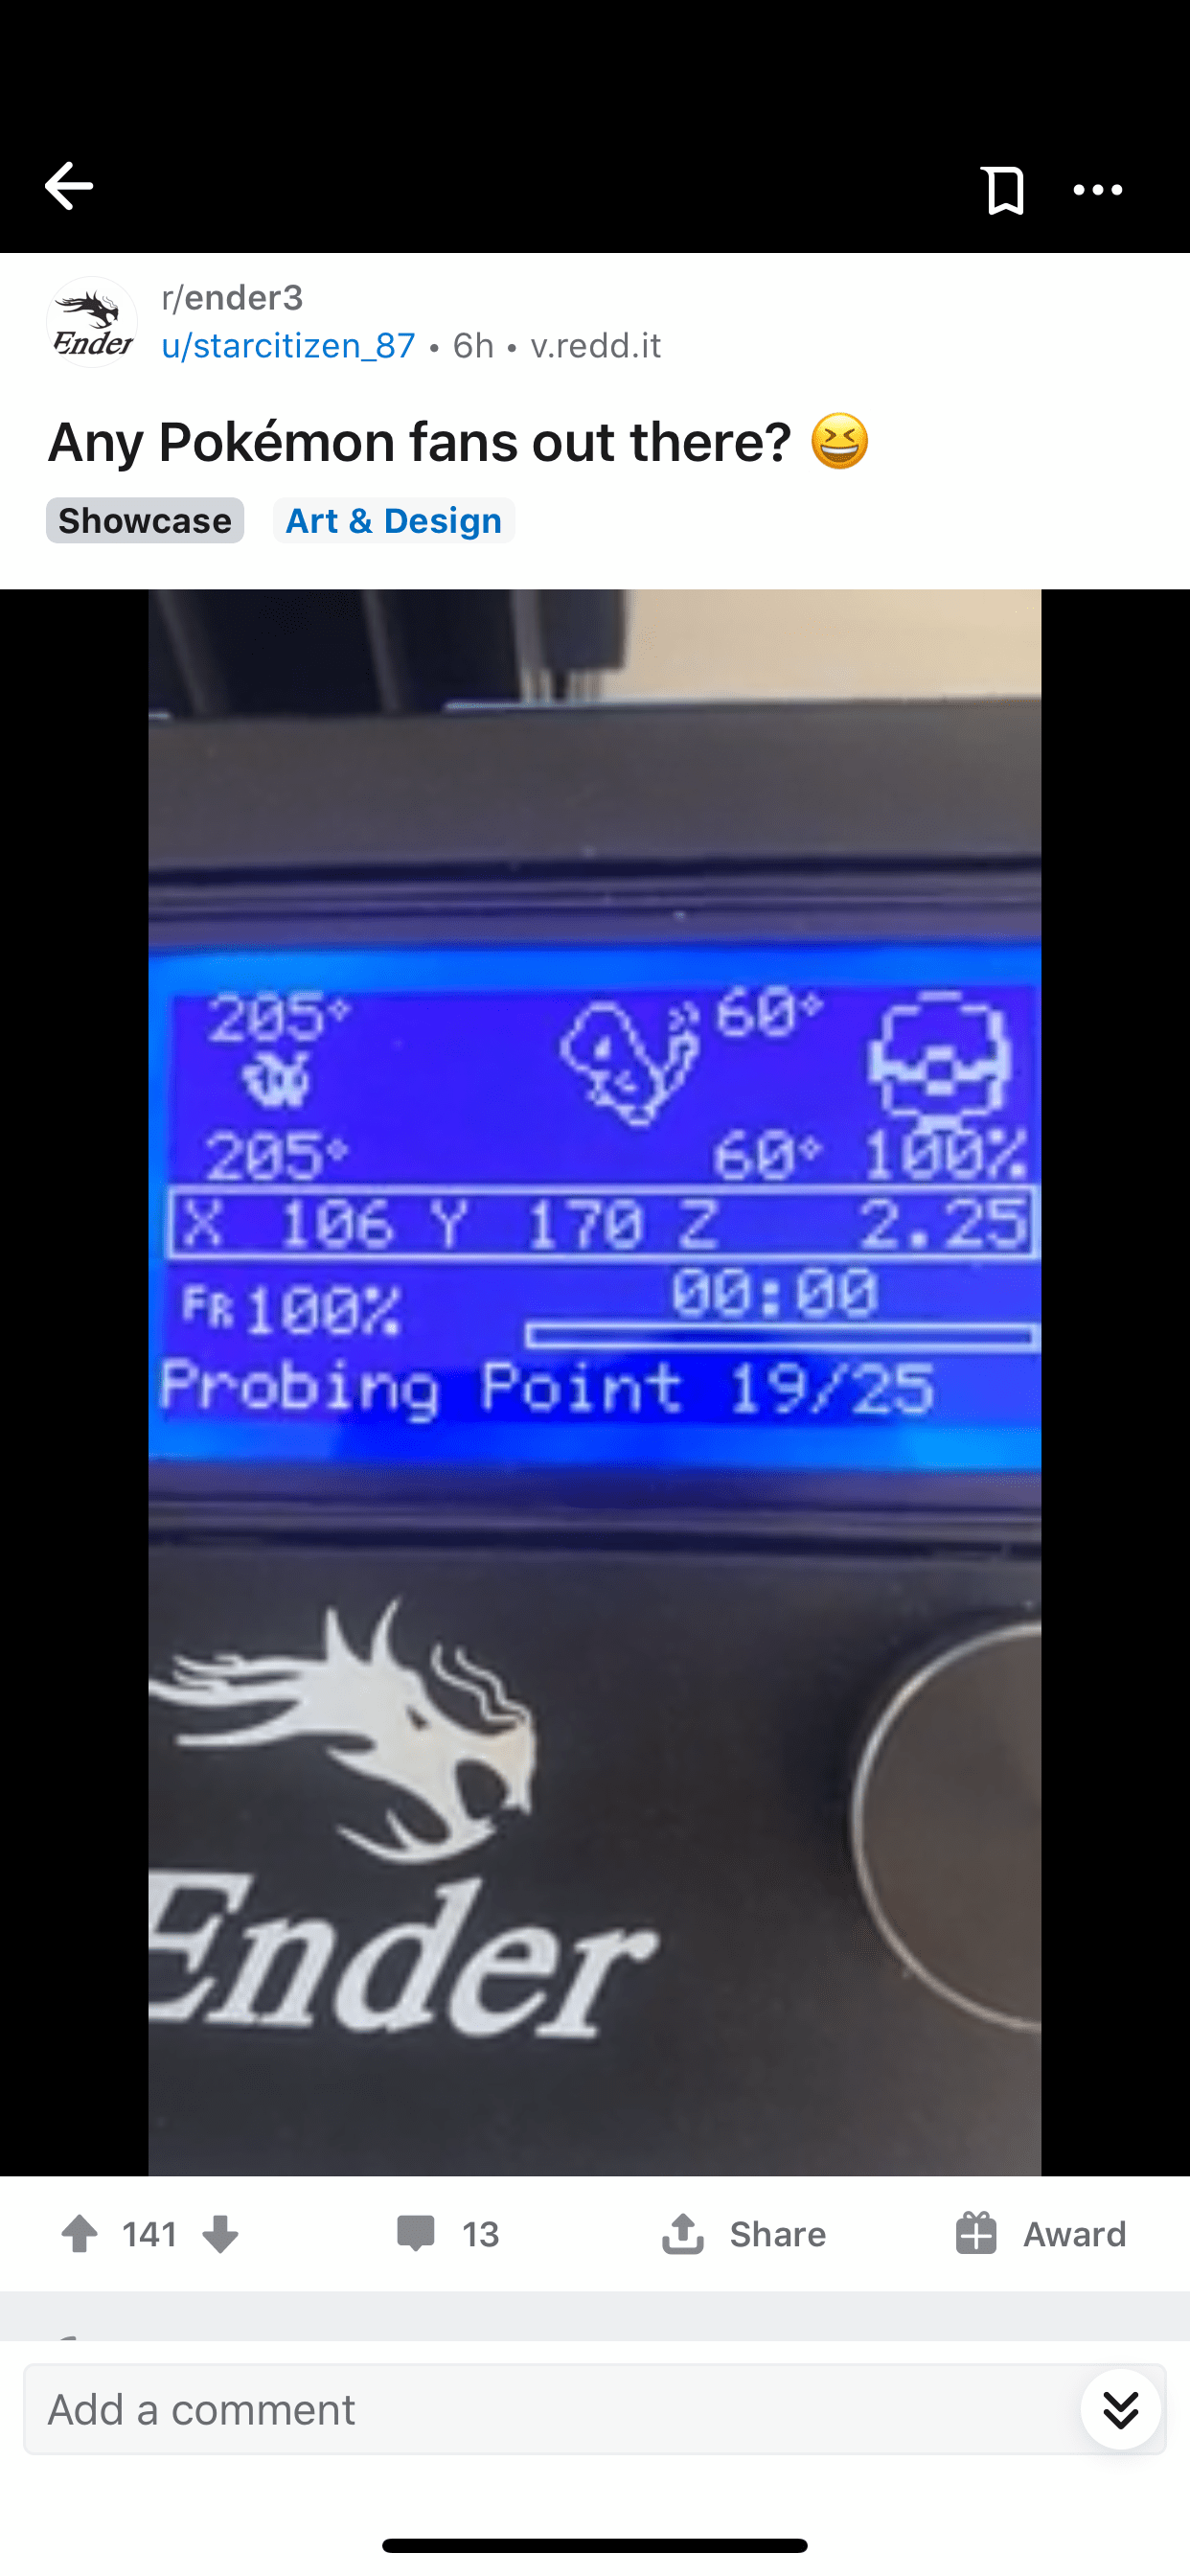 r/ender3
u/starcitizen_87 • 6h • v.redd.it
Any Pokémon fans out there? 😆
Showcase Art & Design
Ender
205° 60°
205° 60° 100%
X 106 Y 170 Z 2.25
00:00
FR 100%
Probing Point 19/25
Ender
141 13 Share Award
Add a comment